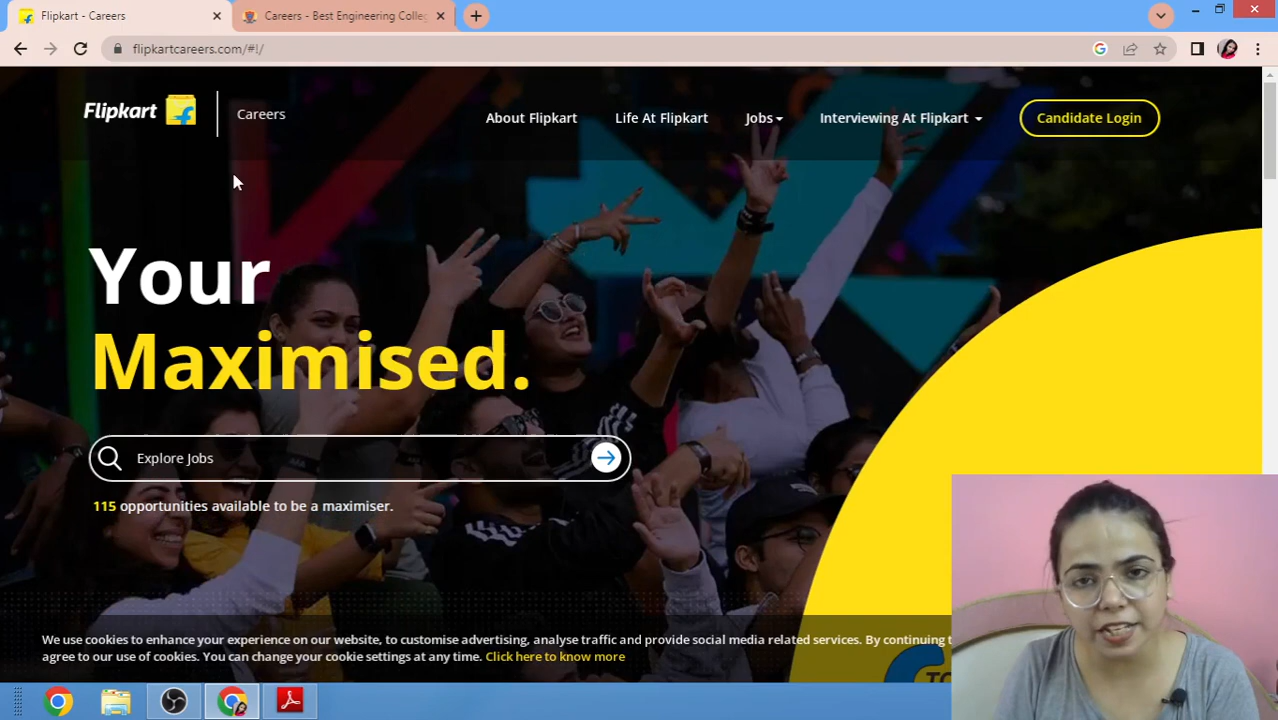 Flipkart - Careers
Careers - Best Engineering Colleg
flipkartcareers.com/#!/
Flipkart
Careers
About Flipkart
Life At Flipkart
Jobs
Interviewing At Flipkart
Candidate Login
Your
Maximised.
Explore Jobs
115 opportunities available to be a maximiser.
We use cookies to enhance your experience on our website, to customise advertising, analyse traffic and provide social media related services. By continuing t
agree to our use of cookies. You can change your cookie settings at any time. Click here to know more